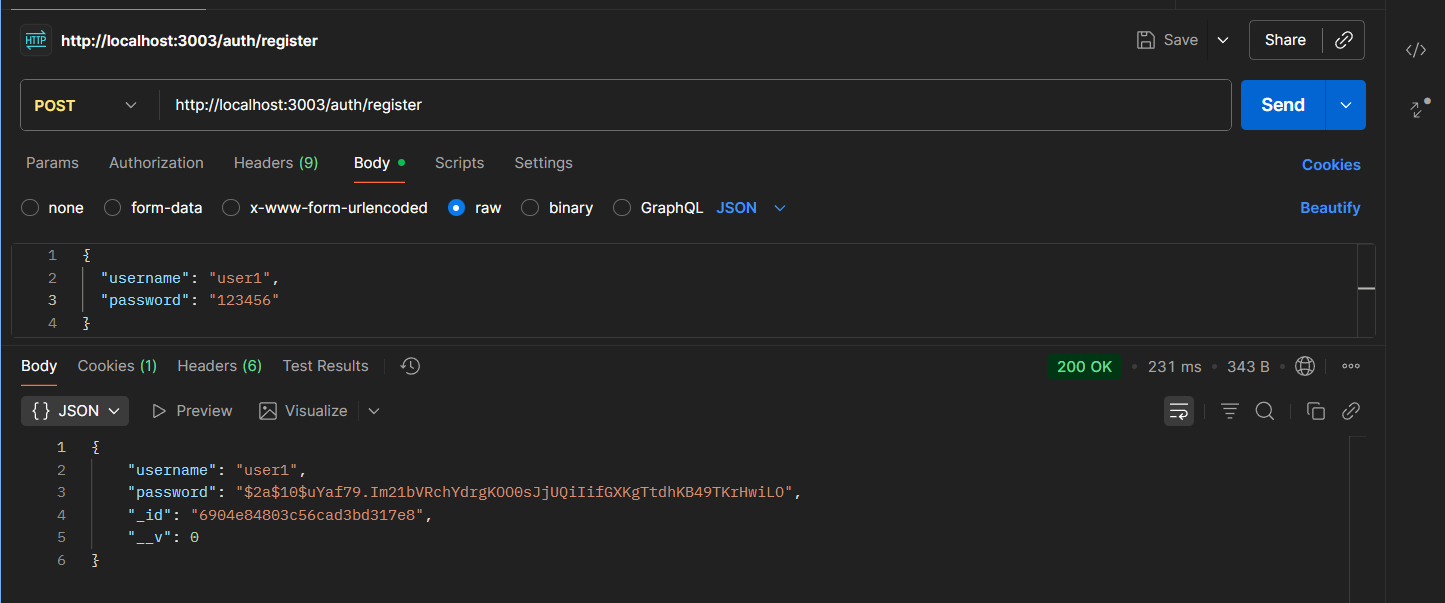 HTTP http://localhost:3003/auth/register Save Share
POST http://localhost:3003/auth/register Send
Params Authorization Headers (9) Body Scripts Settings Cookies
none form-data x-www-form-urlencoded raw binary GraphQL JSON Beautify
1 {
2 "username": "user1",
3 "password": "123456"
4 }
Body Cookies (1) Headers (6) Test Results 200 OK 231 ms 343 B
{} JSON Preview Visualize
1 {
2 "username": "user1",
3 "password": "$2a$10$uYaf79.Im21bVRchYdrgKOO0sJjUQiIifGXKgTtdhKB49TKrHwiLO",
4 "_id": "6904e84803c56cad3bd317e8",
5 "__v": 0
6 }